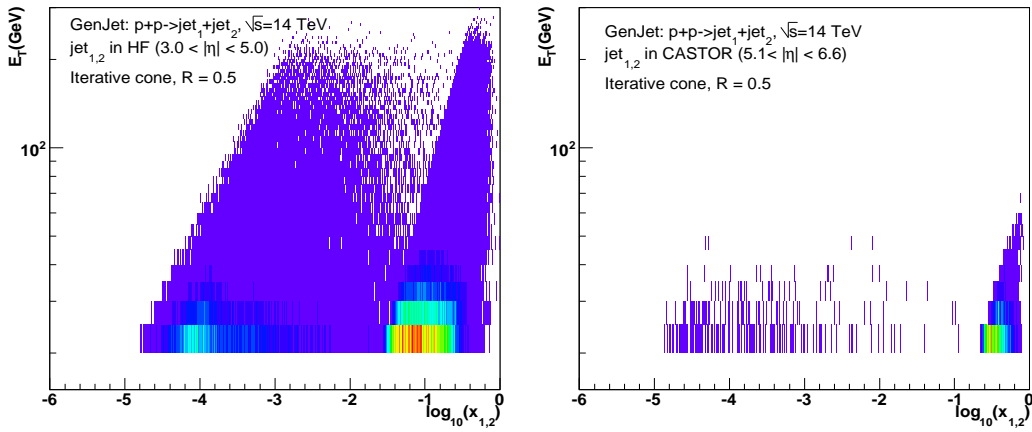 GenJet: p+p->jet₁+jet₂, √s=14 TeV
jet₁,₂ in HF (3.0 < |η| < 5.0)
Iterative cone, R = 0.5
E_T(GeV)
10²
-6 -5 -4 -3 -2 -1 0
log₁₀(x₁,₂)
GenJet: p+p->jet₁+jet₂, √s=14 TeV
jet₁,₂ in CASTOR (5.1< |η| < 6.6)
Iterative cone, R = 0.5
E_T(GeV)
10²
-6 -5 -4 -3 -2 -1 0
log₁₀(x₁,₂)